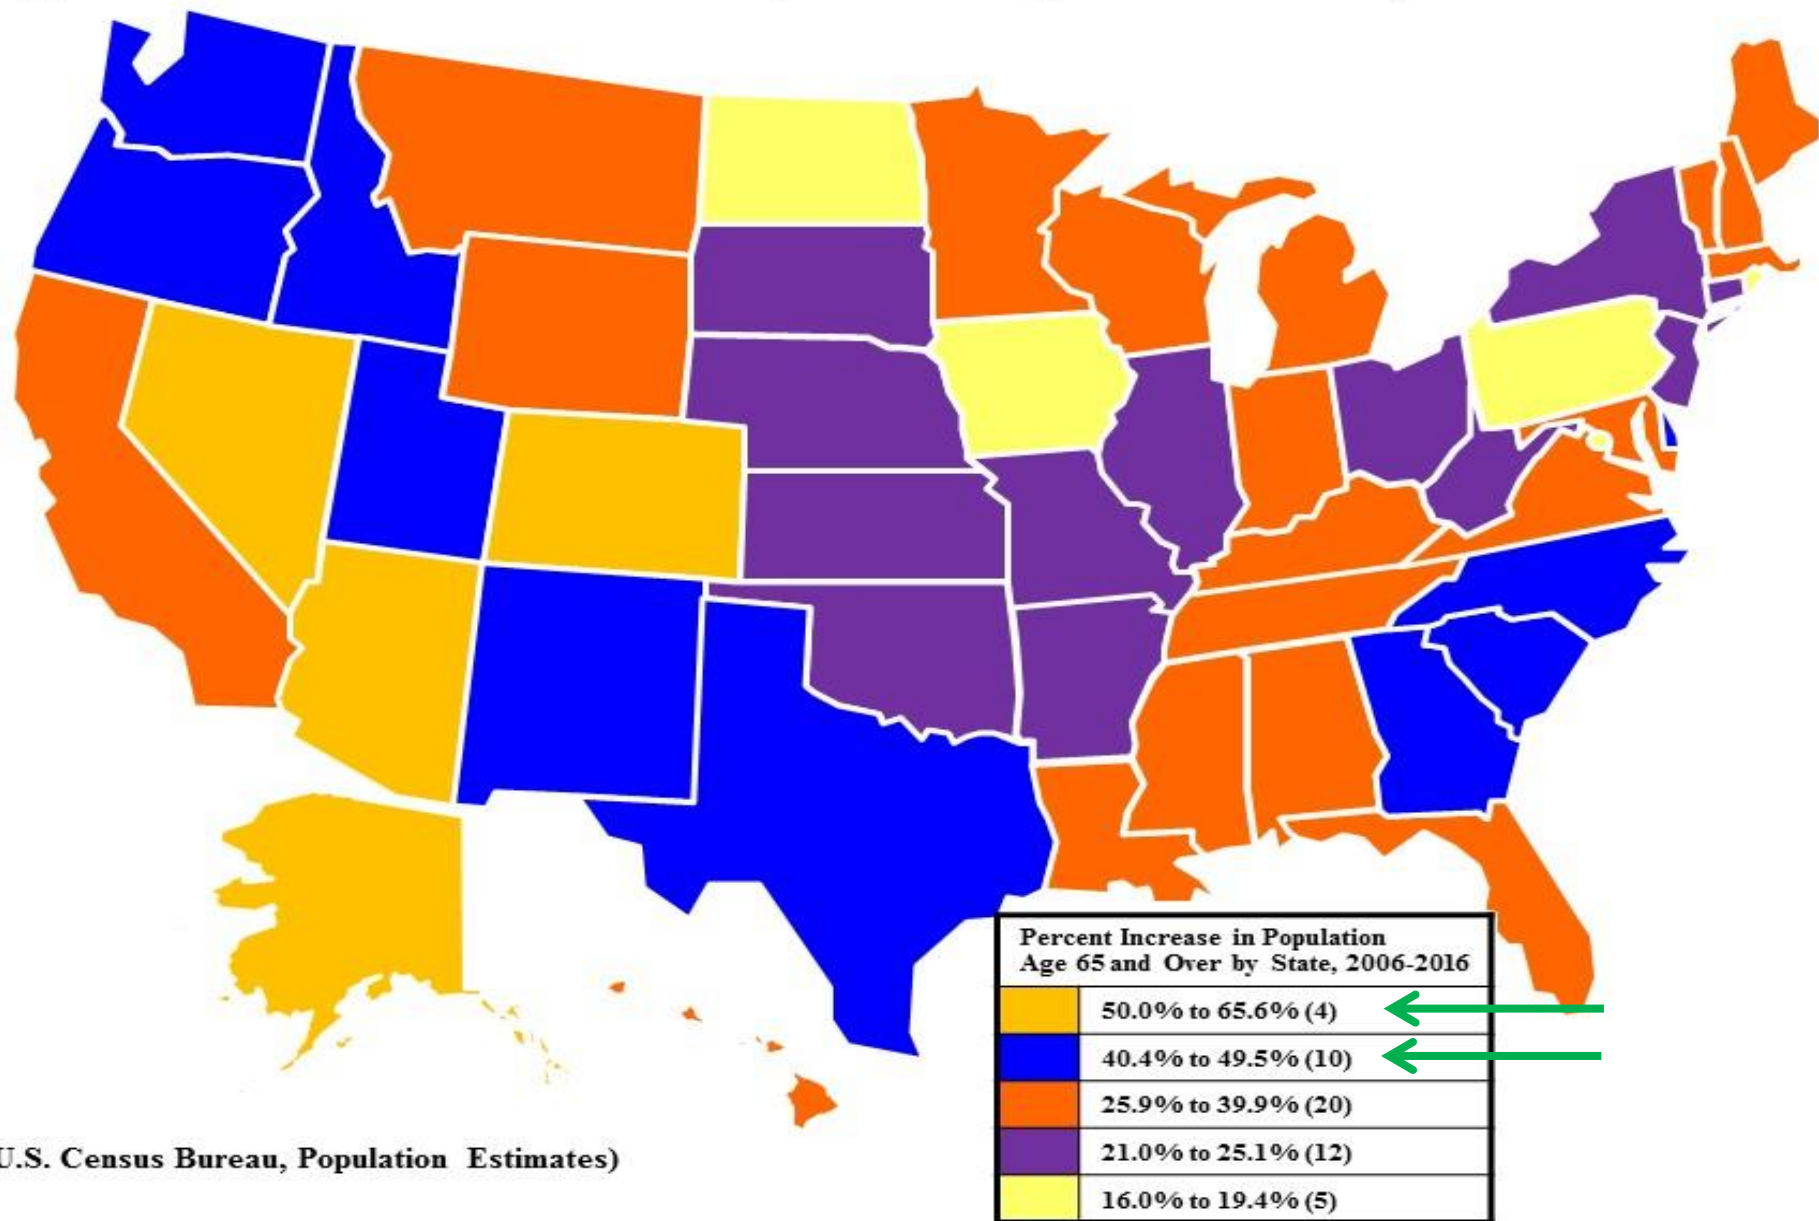 Percent Increase in Population
Age 65 and Over by State, 2006-2016
50.0% to 65.6% (4)
40.4% to 49.5% (10)
25.9% to 39.9% (20)
21.0% to 25.1% (12)
16.0% to 19.4% (5)
U.S. Census Bureau, Population Estimates)